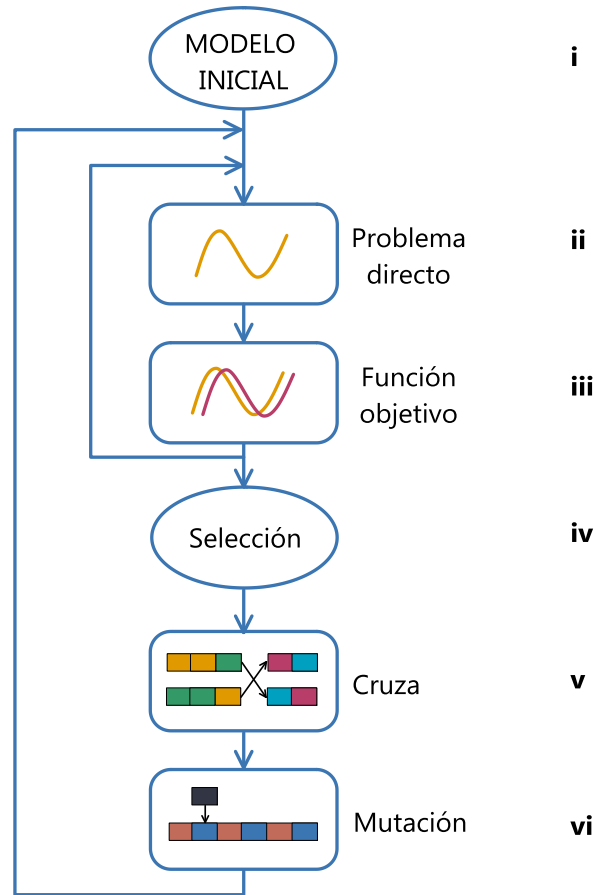 MODELO
INICIAL
i
Problema
directo
ii
Función
objetivo
iii
Selección
iv
Cruza
v
Mutación
vi